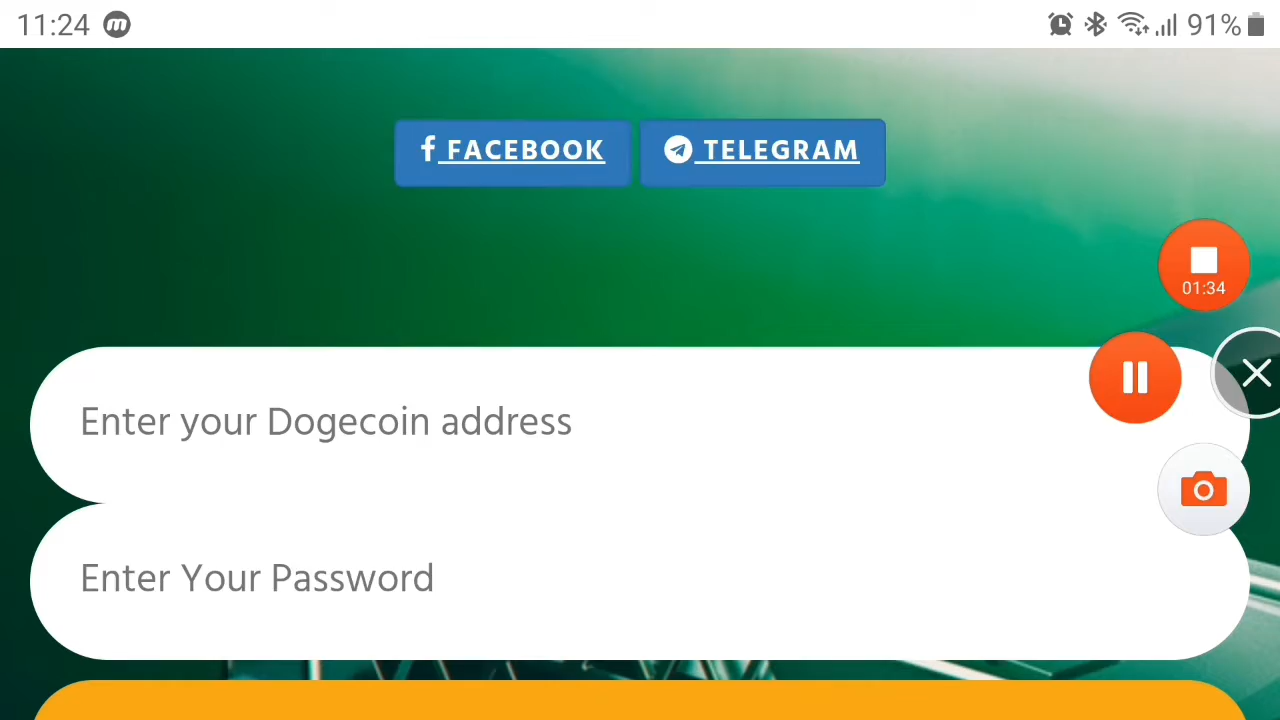 11:24 m 91%
FACEBOOK TELEGRAM
01:34
Enter your Dogecoin address
Enter Your Password